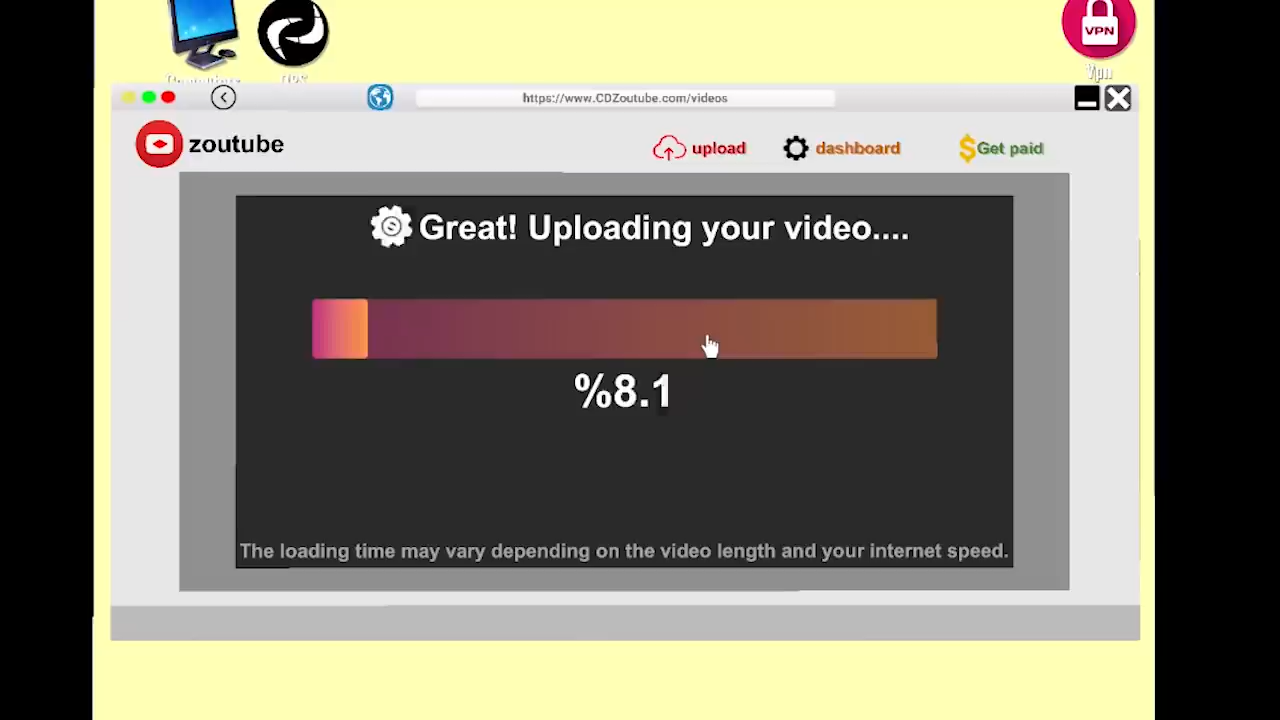 VPN
Vpn
https://www.CDZoutube.com/videos
zoutube
upload
dashboard
$Get paid
Great! Uploading your video....
%8.1
The loading time may vary depending on the video length and your internet speed.